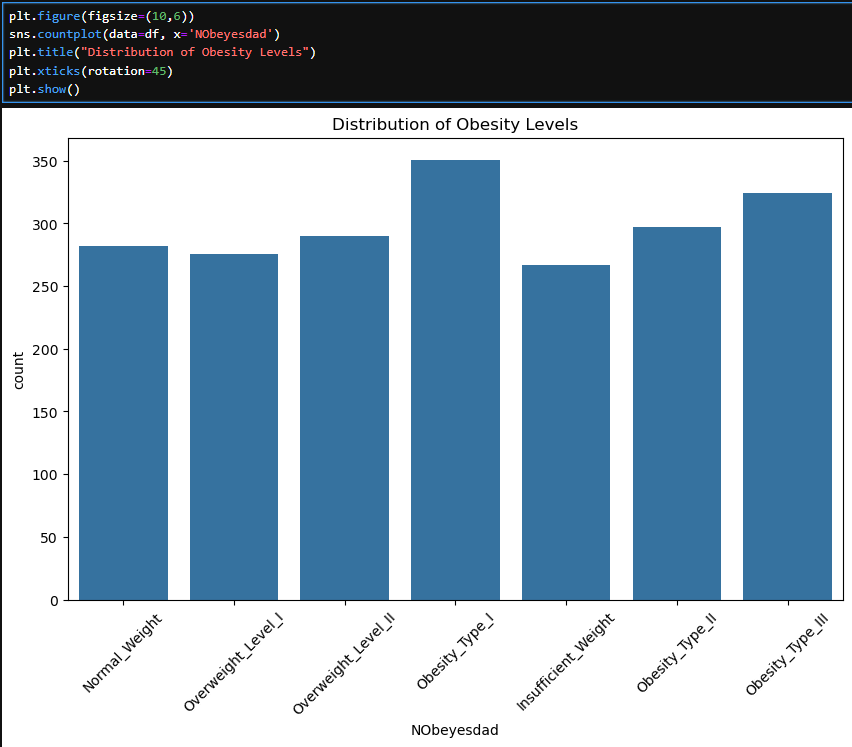 plt.figure(figsize=(10,6))
sns.countplot(data=df, x='NObeyesdad')
plt.title("Distribution of Obesity Levels")
plt.xticks(rotation=45)
plt.show()
Distribution of Obesity Levels
350
300
250
200
150
100
50
0
count
Normal_Weight
Overweight_Level_I
Overweight_Level_II
Obesity_Type_I
Insufficient_Weight
Obesity_Type_II
Obesity_Type_III
NObeyesdad